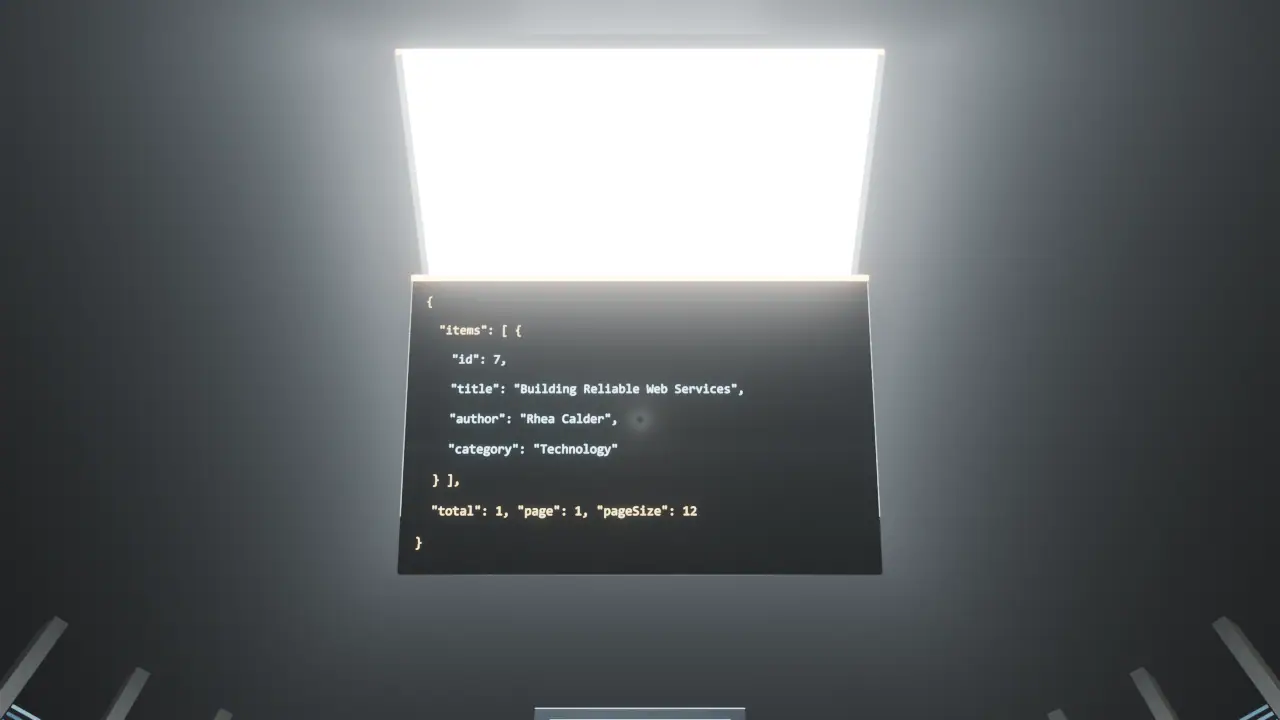 {
"items": [ {
"id": 7,
"title": "Building Reliable Web Services",
"author": "Rhea Calder",
"category": "Technology"
} ],
"total": 1, "page": 1, "pageSize": 12
}